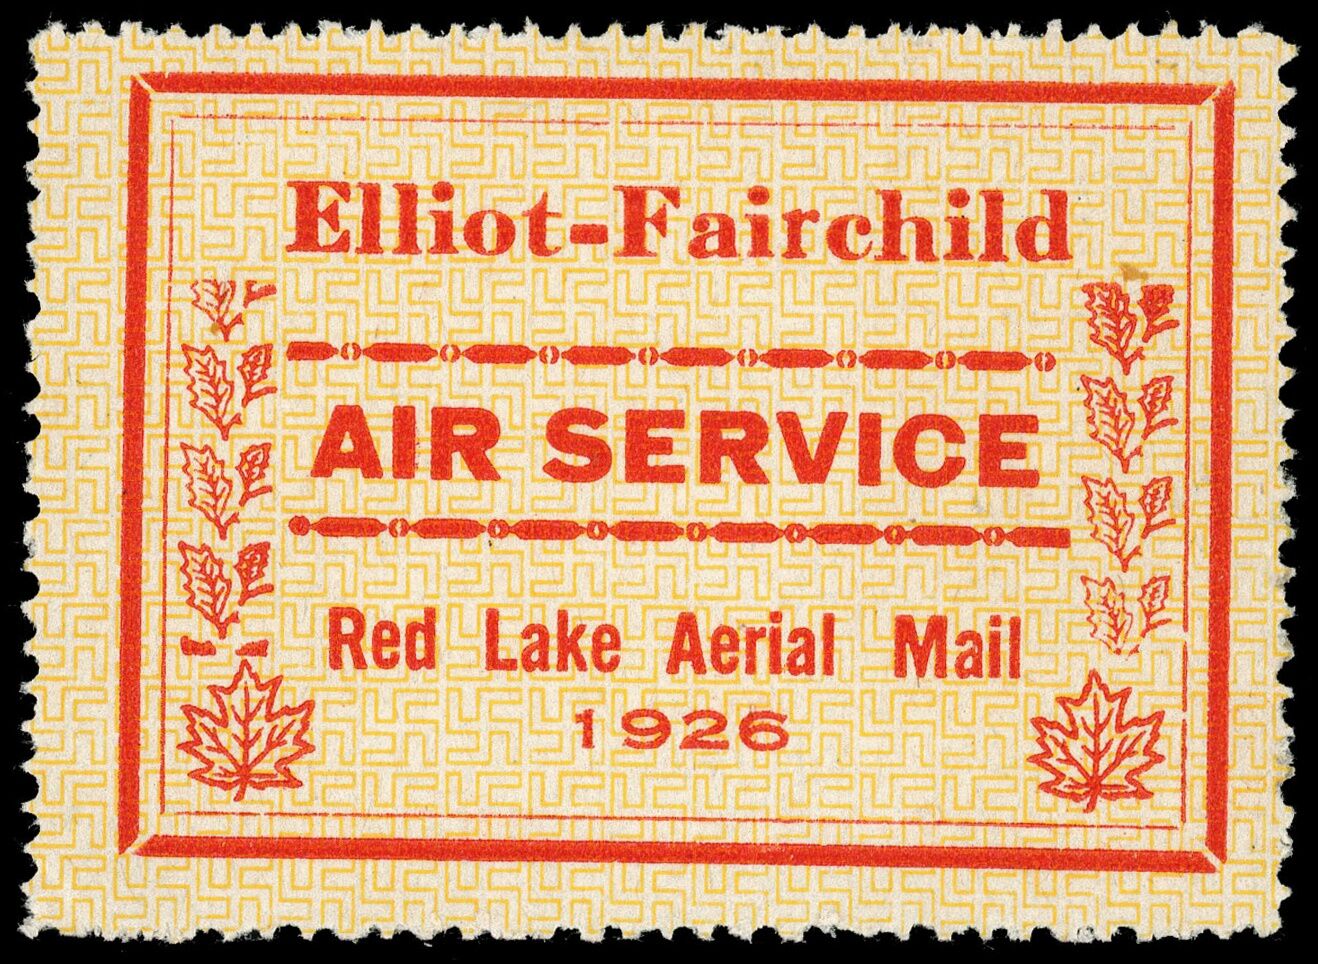 Elliot-Fairchild
AIR SERVICE
Red Lake Aerial Mail
1926